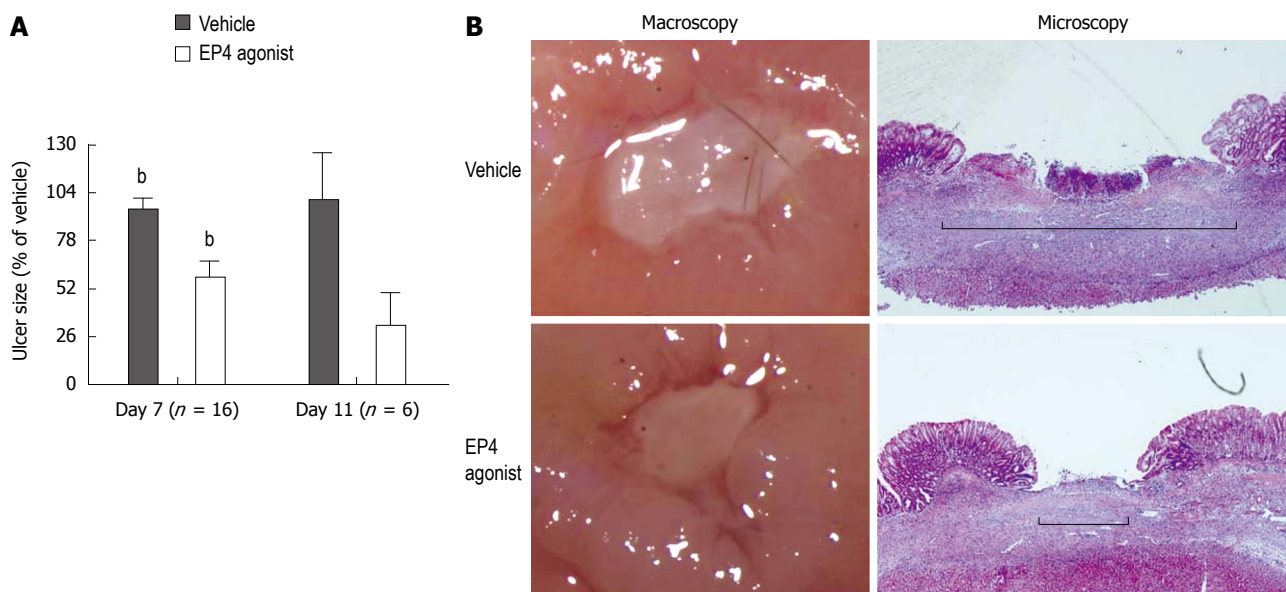 A
Vehicle
EP4 agonist
Ulcer size (% of vehicle)
130
104
78
52
26
0
b
b
Day 7 (n = 16)
Day 11 (n = 6)
B
Macroscopy
Microscopy
Vehicle
EP4
agonist